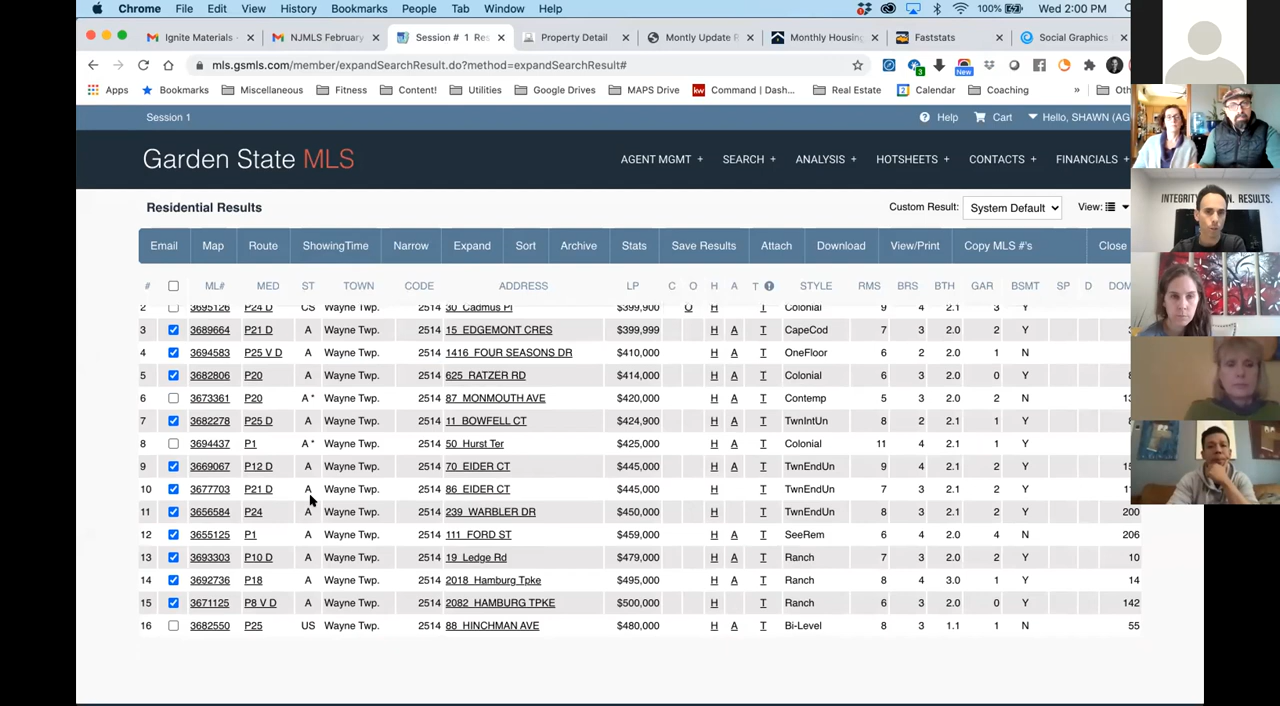 Chrome File Edit View History Bookmarks People Tab Window Help 100% Wed 2:00 PM
Ignite Materials - NJMLS February Session # 1 Res Property Detail Montly Update R Monthly Housing Faststats Social Graphics
mls.gsmls.com/member/expandSearchResult.do?method=expandSearchResult# 3 New
Apps Bookmarks Miscellaneous Fitness Content! Utilities Google Drives MAPS Drive kw Command | Dash... Real Estate 2 Calendar Coaching » Oth
Session 1 Help Cart Hello, SHAWN (AG
Garden State MLS AGENT MGMT + SEARCH + ANALYSIS + HOTSHEETS + CONTACTS + FINANCIALS +
INTEGRITY N. RESULTS.
Residential Results Custom Result: System Default View:
Email Map Route ShowingTime Narrow Expand Sort Archive Stats Save Results Attach Download View/Print Copy MLS #'s Close
# ML# MED ST TOWN CODE ADDRESS LP C O H A T STYLE RMS BRS BTH GAR BSMT SP D DOM
2 3695126 P24 D CS Wayne Twp. 2514 30 Cadmus Pl $399,900 O H T Colonial 9 4 2.1 3 Y
3 3689664 P21 D A Wayne Twp. 2514 15 EDGEMONT CRES $399,999 H A T CapeCod 7 3 2.0 2 Y
4 3694583 P25 V D A Wayne Twp. 2514 1416 FOUR SEASONS DR $410,000 H A T OneFloor 6 2 2.0 1 N
5 3682806 P20 A Wayne Twp. 2514 625 RATZER RD $414,000 H A T Colonial 6 3 2.0 0 Y
6 3673361 P20 A * Wayne Twp. 2514 87 MONMOUTH AVE $420,000 H A T Contemp 5 3 2.0 2 Y
7 3682278 P25 D A Wayne Twp. 2514 11 BOWFELL CT $424,900 H A T TwnIntUn 8 2 2.1 1 Y
8 3694437 P1 A * Wayne Twp. 2514 50 Hurst Ter $425,000 H A T Colonial 11 4 2.1 1 Y
9 3669067 P12 D A Wayne Twp. 2514 70 EIDER CT $445,000 H A T TwnEndUn 9 4 2.1 2 Y
10 3677703 P21 D A Wayne Twp. 2514 86 EIDER CT $445,000 H T TwnEndUn 7 3 2.1 2 Y
11 3656584 P24 A Wayne Twp. 2514 239 WARBLER DR $450,000 H T TwnEndUn 8 3 2.1 2 Y 200
12 3655125 P1 A Wayne Twp. 2514 111 FORD ST $459,000 H A T SeeRem 6 4 2.0 4 N 206
13 3693303 P10 D A Wayne Twp. 2514 19 Ledge Rd $479,000 H A T Ranch 7 3 2.0 2 Y 10
14 3692736 P18 A Wayne Twp. 2514 2018 Hamburg Tpke $495,000 H A T Ranch 8 4 3.0 1 Y 14
15 3671125 P8 V D A Wayne Twp. 2514 2082 HAMBURG TPKE $500,000 H T Ranch 6 3 2.0 0 Y 142
16 3682550 P25 US Wayne Twp. 2514 88 HINCHMAN AVE $480,000 H A T Bi-Level 8 3 1.1 1 N 55